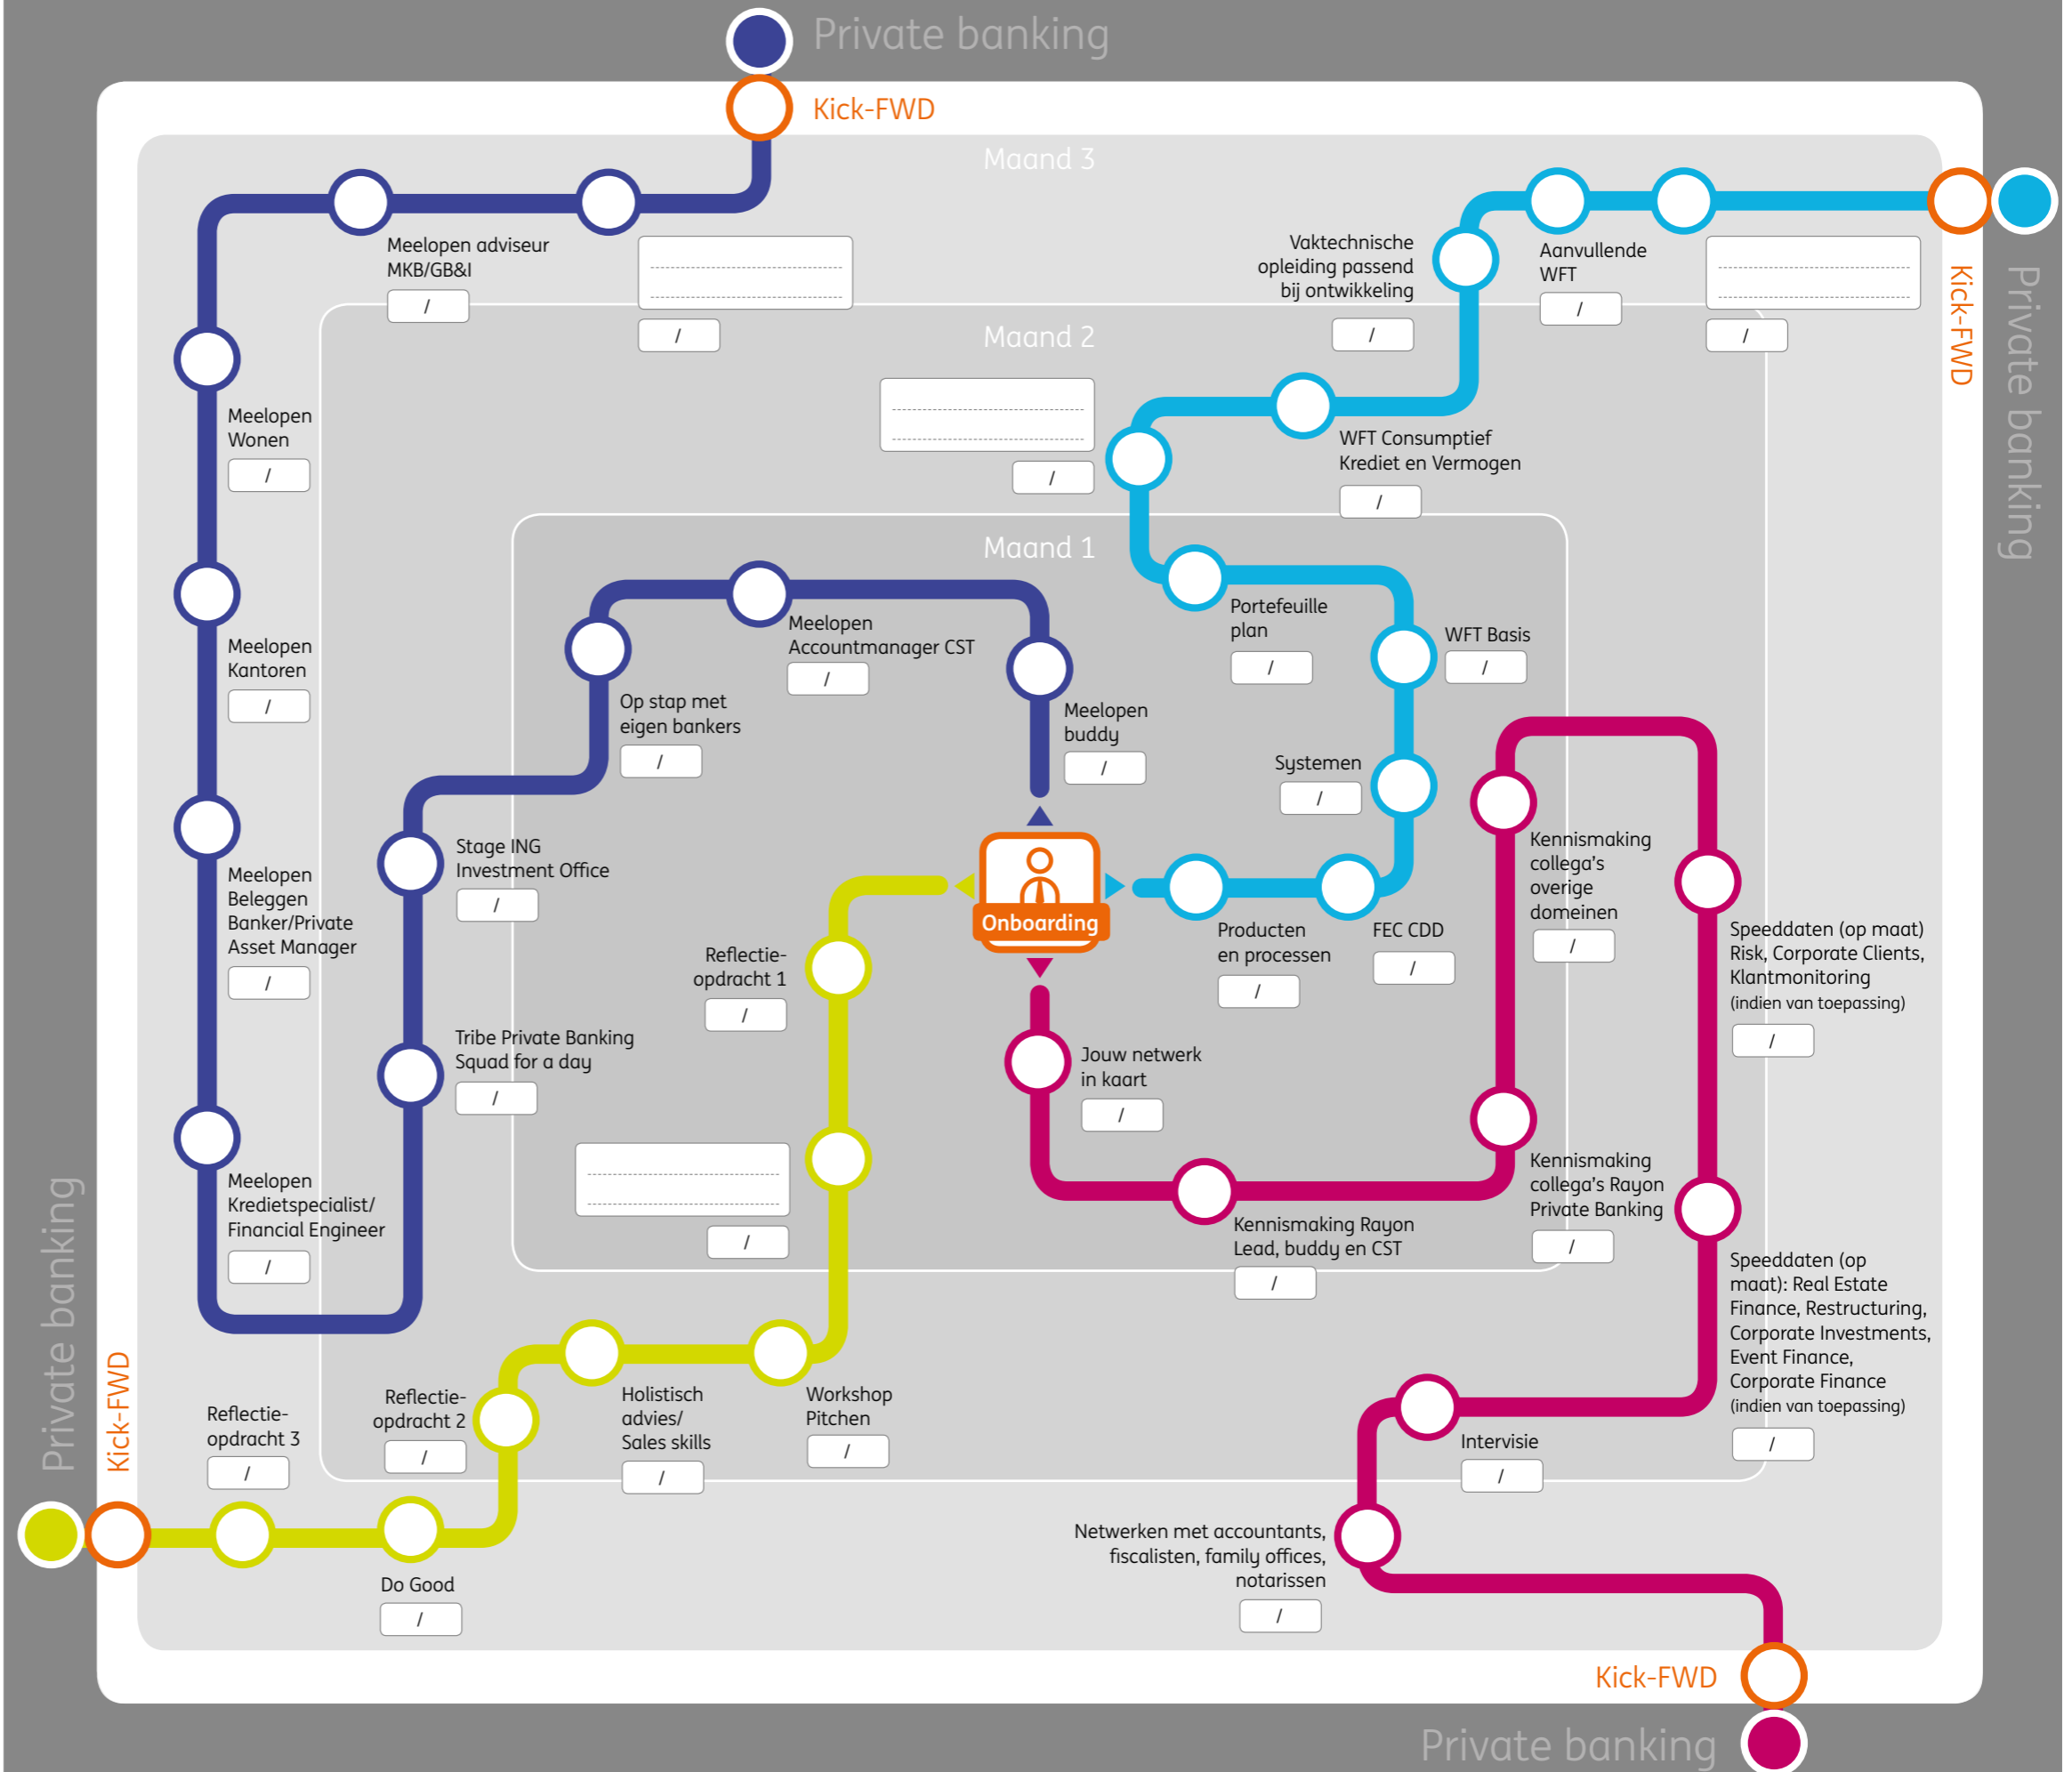 Private banking
Kick-FWD
Maand 3
Meelopen adviseur
MKB/GB&I
/
/
Vaktechnische
opleiding passend
bij ontwikkeling
/
Aanvullende
WFT
/
/
Kick-FWD
Private banking
Maand 2
/
WFT Consumptief
Krediet en Vermogen
/
Meelopen
Wonen
/
Maand 1
Meelopen
Accountmanager CST
/
Portefeuille
plan
/
WFT Basis
/
Meelopen
Kantoren
/
Op stap met
eigen bankers
/
Meelopen
buddy
/
Systemen
/
Stage ING
Investment Office
/
Meelopen
Beleggen
Banker/Private
Asset Manager
/
Onboarding
Producten
en processen
/
FEC CDD
/
Kennismaking
collega's
overige
domeinen
/
Speeddaten (op maat)
Risk, Corporate Clients,
Klantmonitoring
(indien van toepassing)
/
Reflectie-
opdracht 1
/
Tribe Private Banking
Squad for a day
/
Jouw netwerk
in kaart
/
Meelopen
Kredietspecialist/
Financial Engineer
/
/
Kennismaking Rayon
Lead, buddy en CST
/
Kennismaking
collega's Rayon
Private Banking
/
Speeddaten (op
maat): Real Estate
Finance, Restructuring,
Corporate Investments,
Event Finance,
Corporate Finance
(indien van toepassing)
/
Private banking
Kick-FWD
Reflectie-
opdracht 3
/
Reflectie-
opdracht 2
/
Holistisch
advies/
Sales skills
/
Workshop
Pitchen
/
Intervisie
/
Do Good
/
Netwerken met accountants,
fiscalisten, family offices,
notarissen
/
Kick-FWD
Private banking